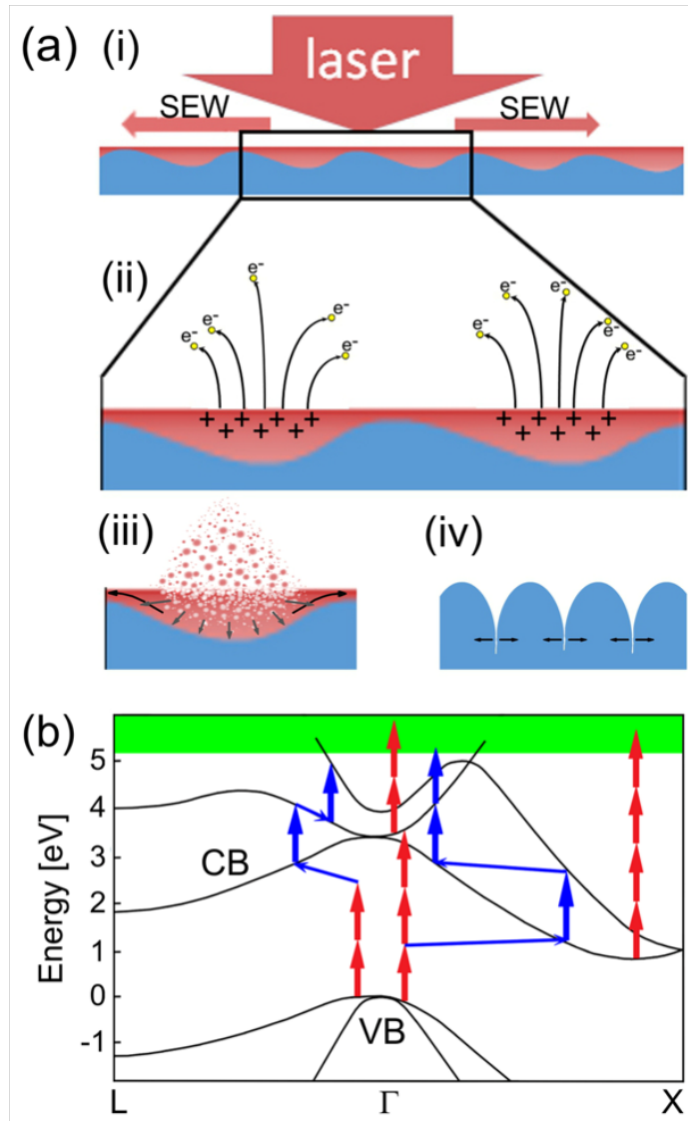 (a) (i)
laser
SEW SEW
(ii)
e- e- e- e- e- e- e- e- e- e-
+ + + + + + + + +
+ + + + + + + + +
(iii) (iv)
(b)
5
4
3
2
1
0
-1
Energy [eV]
CB
VB
L Γ X